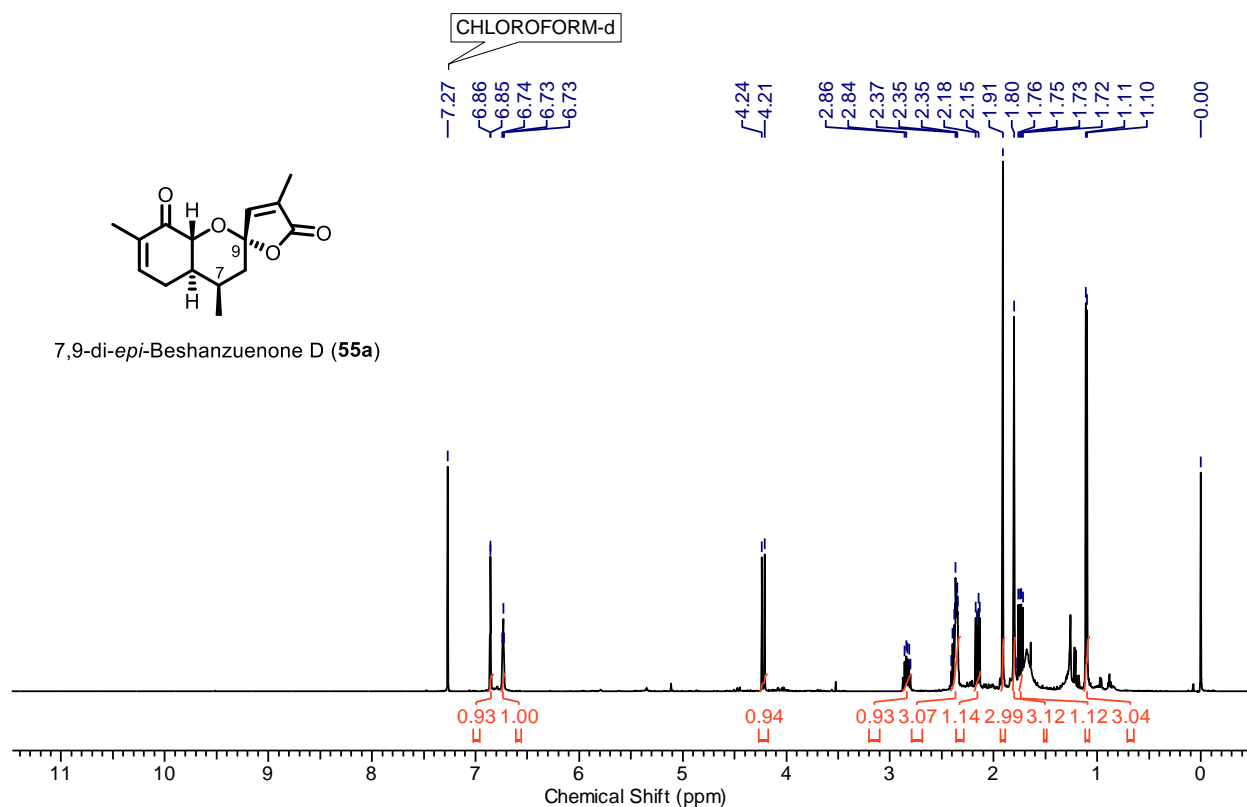 CHLOROFORM-d
7.27
6.86
6.85
6.74
6.73
6.73
4.24
4.21
2.86
2.84
2.37
2.35
2.35
2.18
2.15
1.91
1.80
1.76
1.75
1.73
1.72
1.11
1.10
0.00
O
H
O
9
O
O
7
H
7,9-di-epi-Beshanzuenone D (55a)
0.93 1.00 0.94 0.93 3.07 1.14 2.99 3.12 1.12 3.04
11 10 9 8 7 6 5 4 3 2 1 0
Chemical Shift (ppm)